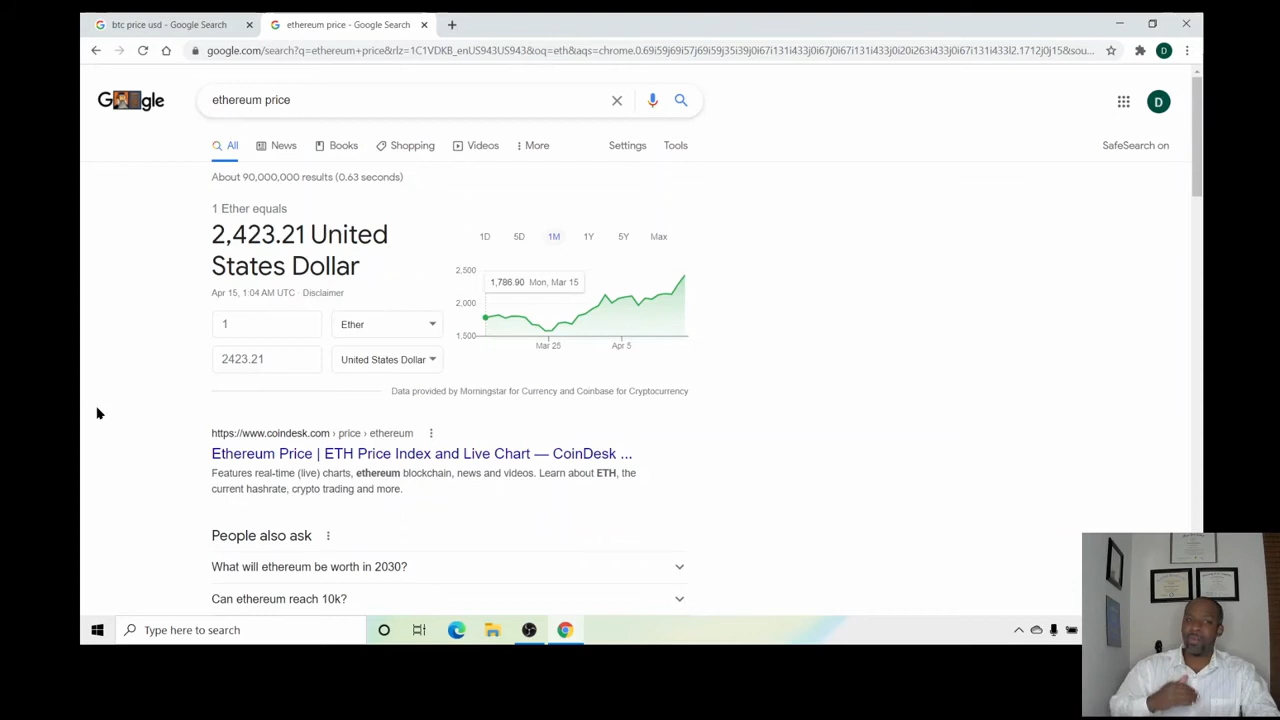 btc price usd - Google Search
ethereum price - Google Search
google.com/search?q=ethereum+price&rlz=1C1VDKB_enUS943US943&oq=eth&aqs=chrome.0.69i59j69i57j69i59j35i39j0i67i131i433j0i67j0i67i131i433j0i20i263i433j0i67i131i433l2.1712j0j15&sou...
D
Google
ethereum price
D
All
News
Books
Shopping
Videos
More
Settings
Tools
SafeSearch on
About 90,000,000 results (0.63 seconds)
1 Ether equals
2,423.21 United
States Dollar
Apr 15, 1:04 AM UTC · Disclaimer
1
Ether
2423.21
United States Dollar
1D
5D
1M
1Y
5Y
Max
2,500
1,786.90 Mon, Mar 15
2,000
1,500
Mar 25
Apr 5
Data provided by Morningstar for Currency and Coinbase for Cryptocurrency
https://www.coindesk.com › price › ethereum
Ethereum Price | ETH Price Index and Live Chart — CoinDesk ...
Features real-time (live) charts, ethereum blockchain, news and videos. Learn about ETH, the
current hashrate, crypto trading and more.
People also ask
What will ethereum be worth in 2030?
Can ethereum reach 10k?
Type here to search